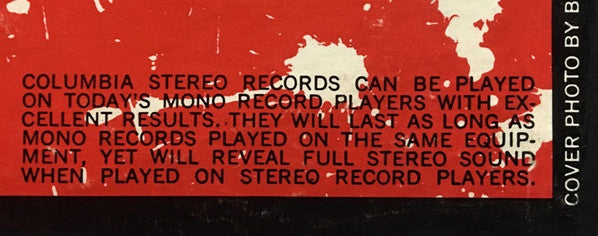 COLUMBIA STEREO RECORDS CAN BE PLAYED
ON TODAY'S MONO RECORD PLAYERS WITH EX-
CELLENT RESULTS. THEY WILL LAST AS LONG AS
MONO RECORDS PLAYED ON THE SAME EQUIP-
MENT, YET WILL REVEAL FULL STEREO SOUND
WHEN PLAYED ON STEREO RECORD PLAYERS.
COVER PHOTO BY B